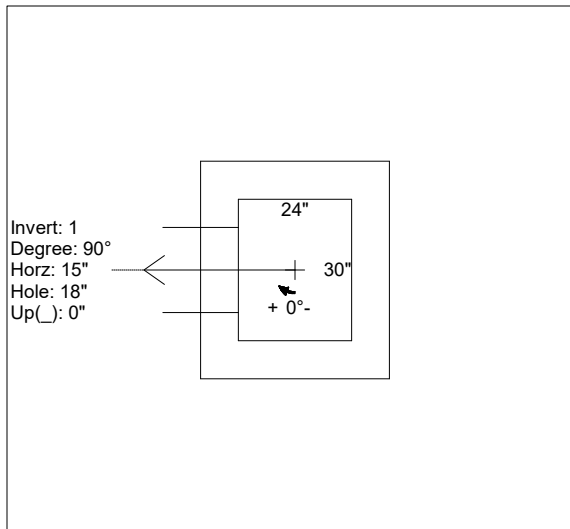 24"
Invert: 1
Degree: 90°
Horz: 15"
Hole: 18"
Up(_): 0"
30"
+ 0°-